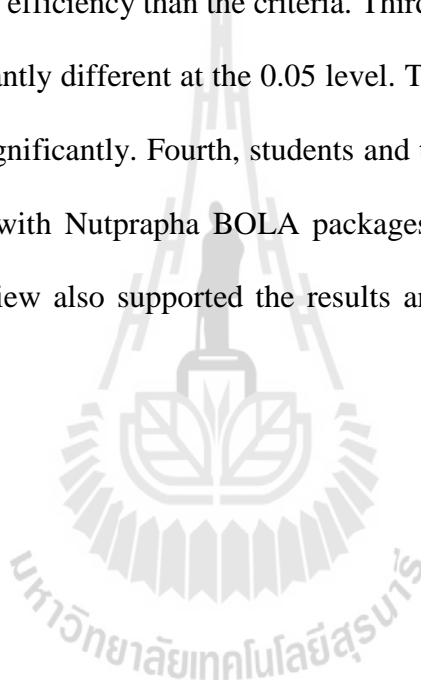 efficiency than the criteria. Third
antly different at the 0.05 level. T
gnificantly. Fourth, students and
with Nutprapha BOLA packages
iew also supported the results an
มหาวิทยาลัยเทคโนโลยีสุรนารี